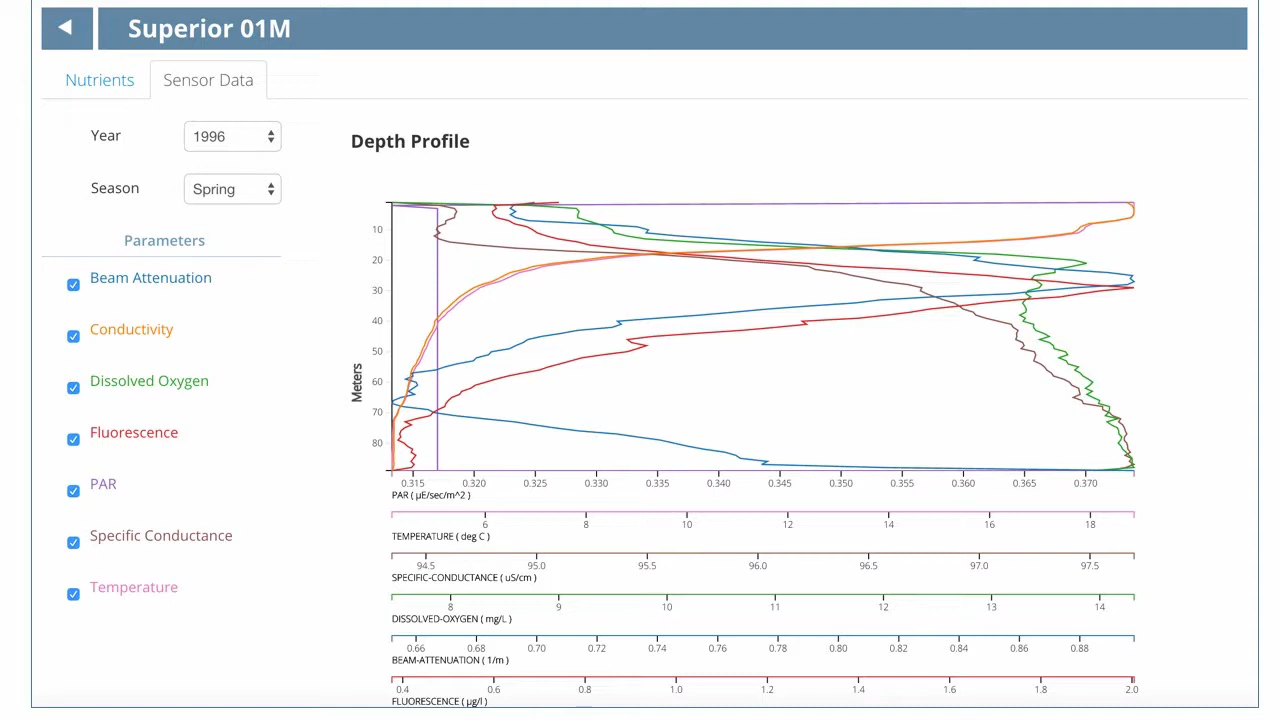 Superior 01M
Nutrients
Sensor Data
Year
1996
Season
Spring
Parameters
Beam Attenuation
Conductivity
Dissolved Oxygen
Fluorescence
PAR
Specific Conductance
Temperature
Depth Profile
Meters
10
20
30
40
50
60
70
80
0.315 0.320 0.325 0.330 0.335 0.340 0.345 0.350 0.355 0.360 0.365 0.370
PAR ( µE/sec/m^2 )
6 8 10 12 14 16 18
TEMPERATURE ( deg C )
94.5 95.0 95.5 96.0 96.5 97.0 97.5
SPECIFIC-CONDUCTANCE ( uS/cm )
8 9 10 11 12 13 14
DISSOLVED-OXYGEN ( mg/L )
0.66 0.68 0.70 0.72 0.74 0.76 0.78 0.80 0.82 0.84 0.86 0.88
BEAM-ATTENUATION ( 1/m )
0.4 0.6 0.8 1.0 1.2 1.4 1.6 1.8 2.0
FLUORESCENCE ( µg/l )